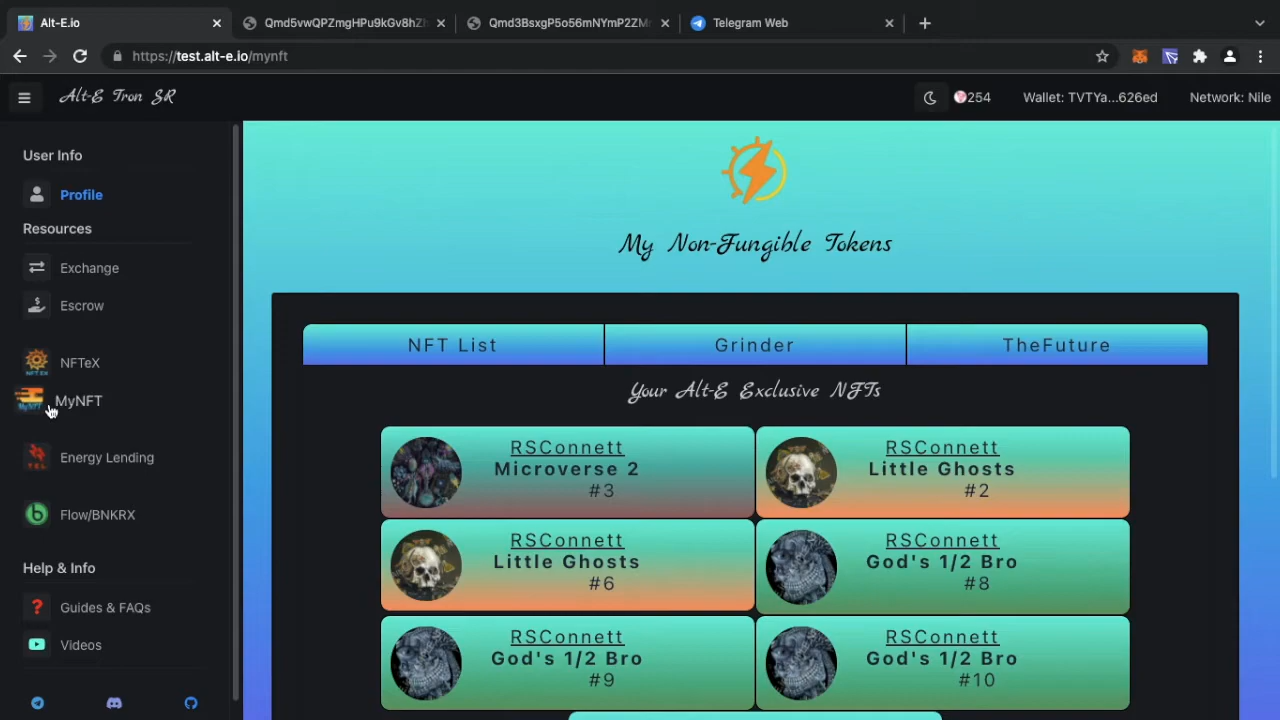 Alt-E.io
Qmd5vwQPZmgHPu9kGv8hZh
Qmd3BsxgP5o56mNYmP2ZMr
Telegram Web
https://test.alt-e.io/mynft
Alt-E Tron SR
254
Wallet: TVTYa...626ed
Network: Nile
User Info
Profile
Resources
Exchange
Escrow
NFTeX
MyNFT
Energy Lending
Flow/BNKRX
Help & Info
Guides & FAQs
Videos
My Non-Fungible Tokens
NFT List
Grinder
TheFuture
Your Alt-E Exclusive NFTs
RSConnett
Microverse 2
#3
RSConnett
Little Ghosts
#2
RSConnett
Little Ghosts
#6
RSConnett
God's 1/2 Bro
#8
RSConnett
God's 1/2 Bro
#9
RSConnett
God's 1/2 Bro
#10